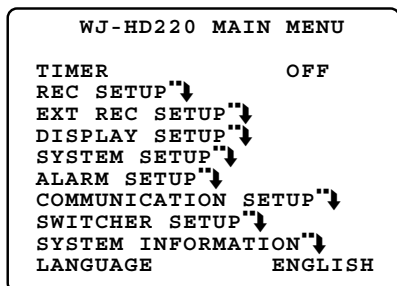 WJ-HD220 MAIN MENU
TIMER OFF
REC SETUP
EXT REC SETUP
DISPLAY SETUP
SYSTEM SETUP
ALARM SETUP
COMMUNICATION SETUP
SWITCHER SETUP
SYSTEM INFORMATION
LANGUAGE ENGLISH